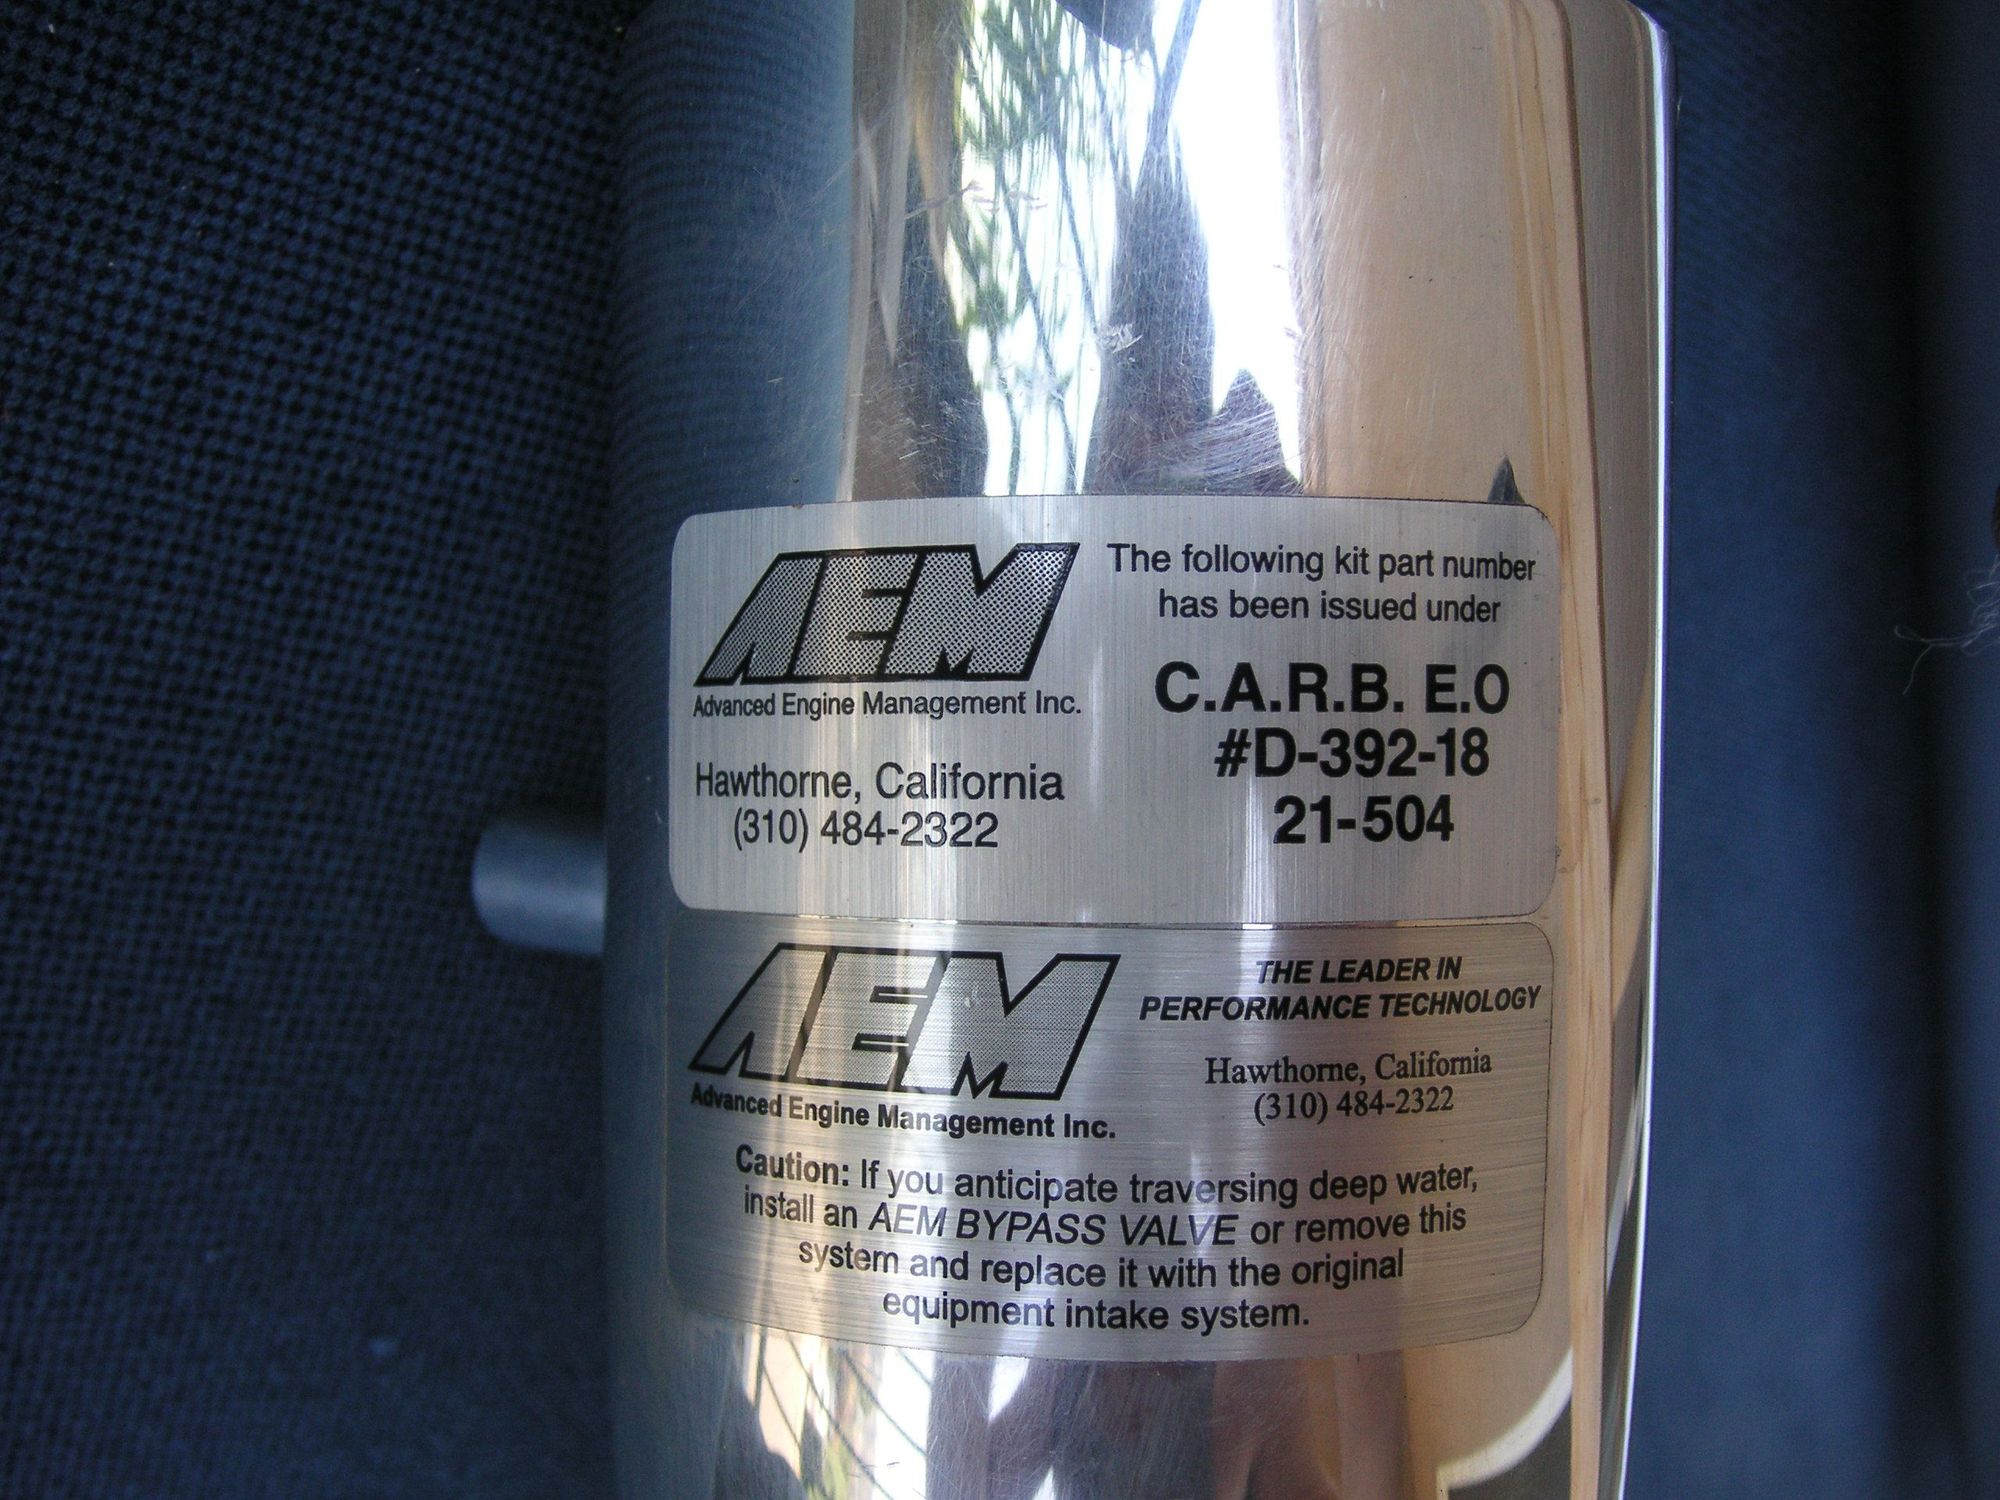 AEM
Advanced Engine Management Inc.
Hawthorne, California
(310) 484-2322
The following kit part number
has been issued under
C.A.R.B. E.O
#D-392-18
21-504
AEM
Advanced Engine Management Inc.
THE LEADER IN
PERFORMANCE TECHNOLOGY
Hawthorne, California
(310) 484-2322
Caution: If you anticipate traversing deep water,
install an AEM BYPASS VALVE or remove this
system and replace it with the original
equipment intake system.